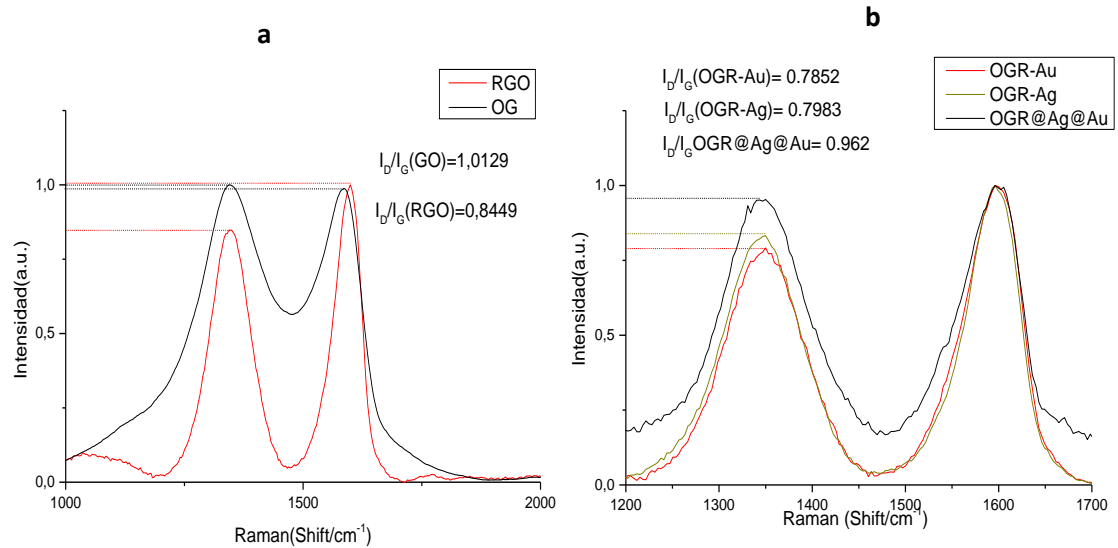 a
RGO
OG
I_D/I_G(GO)=1,0129
I_D/I_G(RGO)=0,8449
Intensidad(a.u.)
1,0
0,5
0,0
1000
1500
2000
Raman(Shift/cm⁻¹)
b
I_D/I_G(OGR-Au)= 0.7852
I_D/I_G(OGR-Ag)= 0.7983
I_D/I_GOGR@Ag@Au= 0.962
OGR-Au
OGR-Ag
OGR@Ag@Au
Intensidad(a.u.)
1,0
0,5
0,0
1200
1300
1400
1500
1600
1700
Raman (Shift/cm⁻¹)